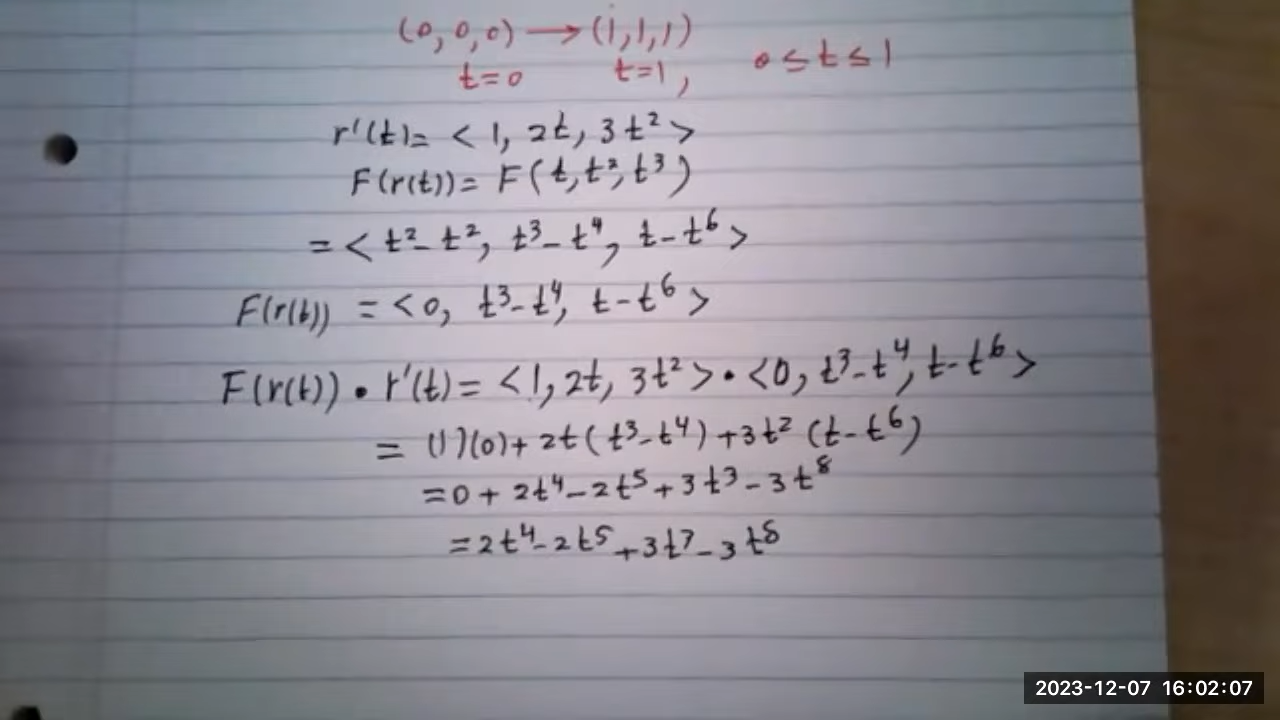 (0, 0, 0) → (1, 1, 1)
t=0 t=1, 0 ≤ t ≤ 1
r'(t)= < 1, 2t, 3t² >
F(r(t))= F(t, t², t³)
= < t²-t², t³-t⁴, t-t⁶ >
F(r(t)) = <0, t³-t⁴, t-t⁶ >
F(r(t)) • r'(t)= <1, 2t, 3t² > • <0, t³-t⁴, t-t⁶ >
= (1)(0)+ 2t(t³-t⁴) +3t² (t-t⁶)
=0 + 2t⁴-2t⁵+3t³-3t⁸
=2t⁴-2t⁵+3t⁷-3t⁸
2023-12-07 16:02:07